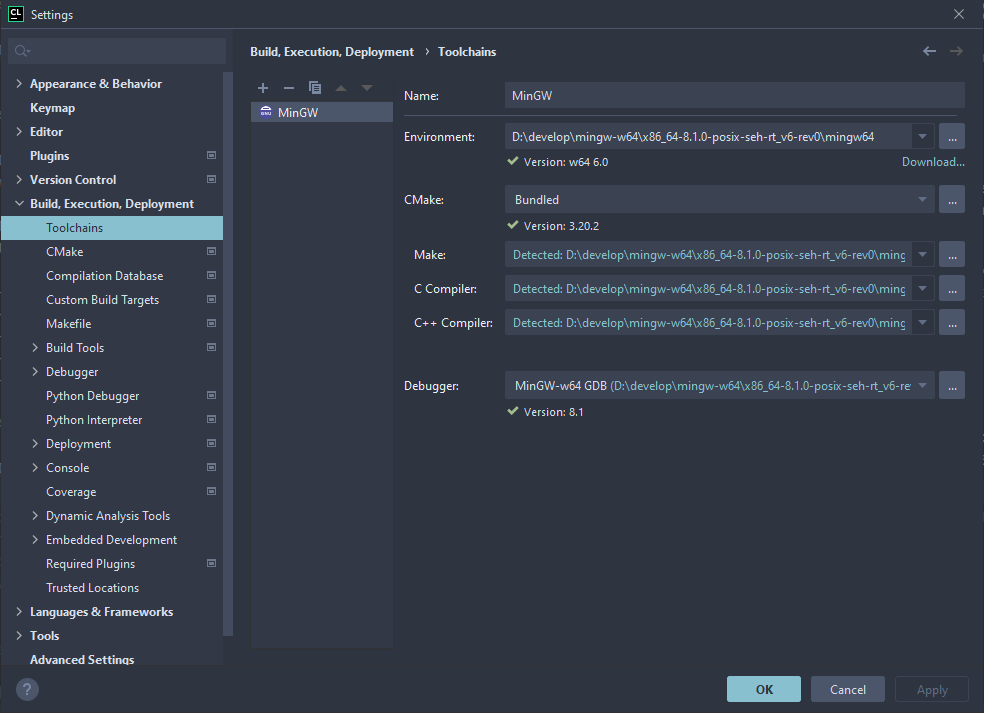 CL Settings
Build, Execution, Deployment › Toolchains
Appearance & Behavior
Keymap
Editor
Plugins
Version Control
Build, Execution, Deployment
Toolchains
CMake
Compilation Database
Custom Build Targets
Makefile
Build Tools
Debugger
Python Debugger
Python Interpreter
Deployment
Console
Coverage
Dynamic Analysis Tools
Embedded Development
Required Plugins
Trusted Locations
Languages & Frameworks
Tools
Advanced Settings
MinGW
Name: MinGW
Environment: D:\develop\mingw-w64\x86_64-8.1.0-posix-seh-rt_v6-rev0\mingw64 ...
Version: w64 6.0 Download...
CMake: Bundled ...
Version: 3.20.2
Make: Detected: D:\develop\mingw-w64\x86_64-8.1.0-posix-seh-rt_v6-rev0\ming ...
C Compiler: Detected: D:\develop\mingw-w64\x86_64-8.1.0-posix-seh-rt_v6-rev0\ming ...
C++ Compiler: Detected: D:\develop\mingw-w64\x86_64-8.1.0-posix-seh-rt_v6-rev0\ming ...
Debugger: MinGW-w64 GDB (D:\develop\mingw-w64\x86_64-8.1.0-posix-seh-rt_v6-re ...
Version: 8.1
? OK Cancel Apply